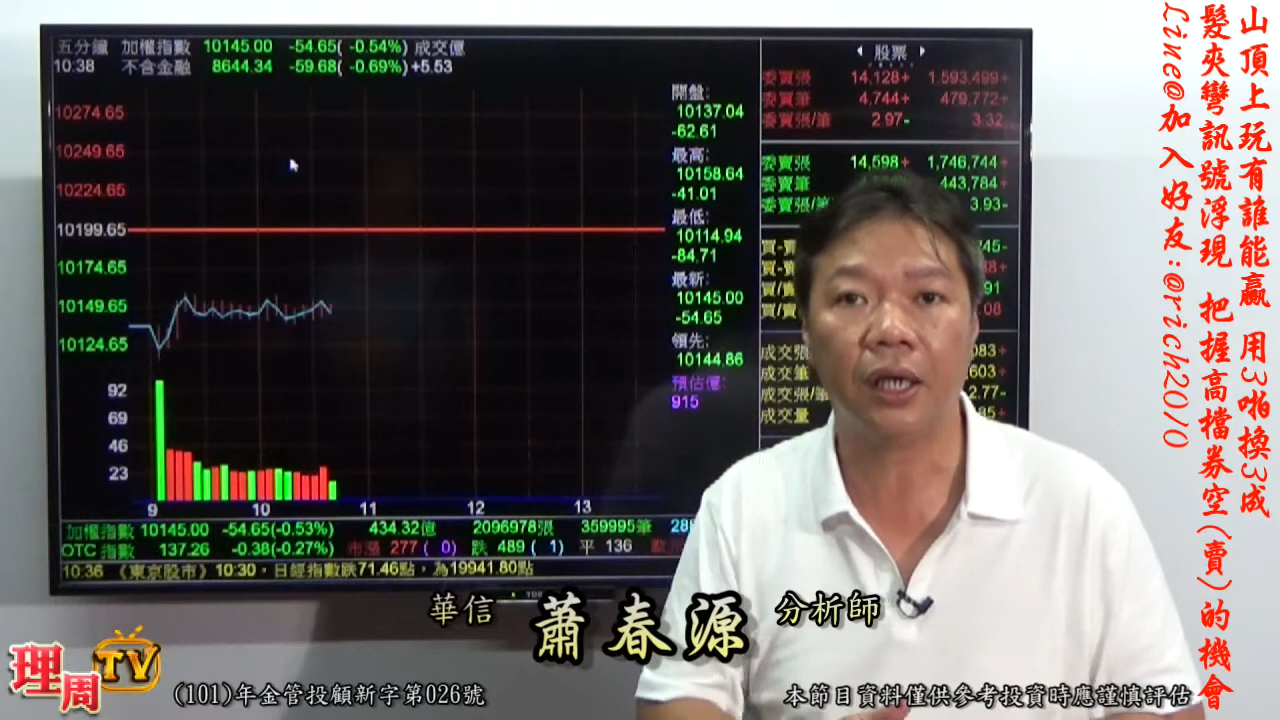 五分鐘 加權指數 10145.00 -54.65( -0.54%) 成交億
10:38 不含金融 8644.34 -59.68( -0.69%)+5.53
10274.65
10249.65
10224.65
10199.65
10174.65
10149.65
10124.65
92
69
46
23
9 10 11 12 13
開盤:
10137.04
-62.61
最高:
10158.64
-41.01
最低:
10114.94
-84.71
最新:
10145.00
-54.65
領先:
10144.86
預估億:
915
股票
委賣張 14,128+ 1,593,499+
委賣筆 4,744+ 479,772+
委賣張/筆 2.97- 3.32
委賣張 14,598+ 1,746,744+
委賣筆 443,784+
委賣張/筆 3.93-
成交張 083+
成交筆 603+
成交張/筆 2.77-
成交量
加權指數 10145.00 -54.65(-0.53%) 434.32億 2096978張 359995筆
OTC 指數 137.26 -0.38(-0.27%) 市漲 277 ( 0) 跌 489 ( 1) 平 136
10:36 《東京股市》10:30,日經指數跌71.46點,為19941.80點
華信 蕭春源 分析師
理周TV
(101)年金管投顧新字第026號
本節目資料僅供參考投資時應謹慎評估
山頂上玩有誰能贏 用3啪換3成
髮夾彎訊號浮現 把握高檔券空(賣)的機會
Line@加入好友:@rich2010